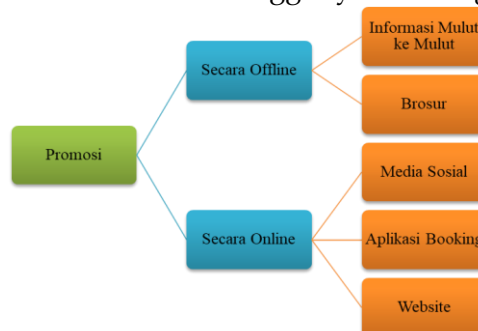 Informasi Mulut
ke Mulut
Secara Offline
Brosur
Promosi
Media Sosial
Secara Online
Aplikasi Booking
Website